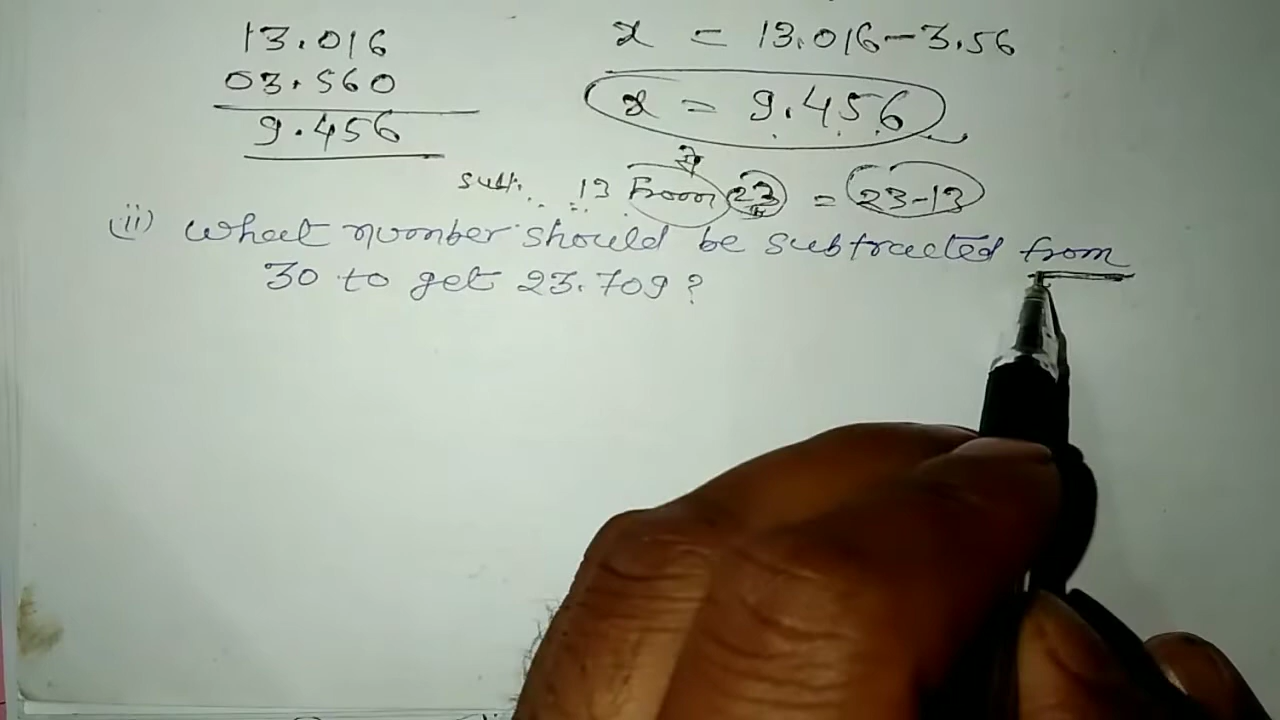 13.016
03.560
9.456
x = 13.016-3.56
x = 9.456
से
13 From 23 = 23-13
(ii) What number should be subtracted from
30 to get 23.709?